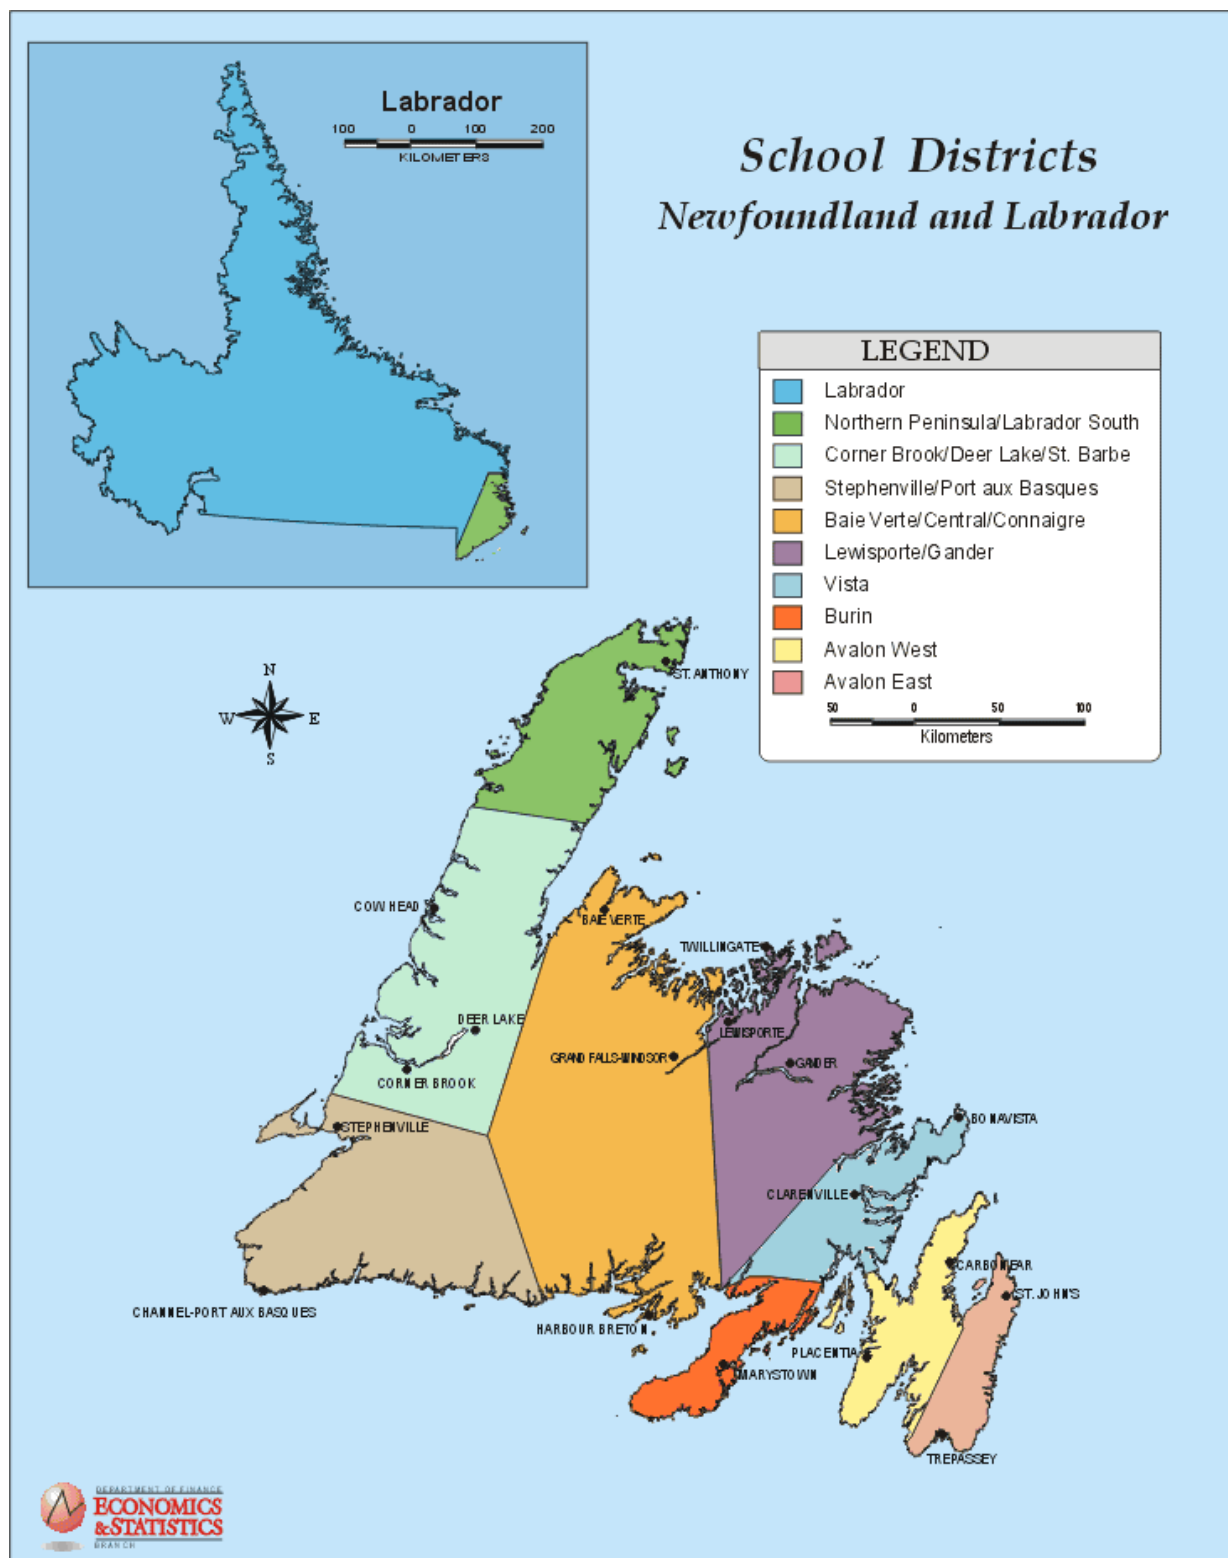 Labrador
100 0 100 200
KILOMETERS
School Districts
Newfoundland and Labrador
LEGEND
Labrador
Northern Peninsula/Labrador South
Corner Brook/Deer Lake/St. Barbe
Stephenville/Port aux Basques
Baie Verte/Central/Connaigre
Lewisporte/Gander
Vista
Burin
Avalon West
Avalon East
50 0 50 100
Kilometers
N
W E
S
ST. ANTHONY
COW HEAD
BAIE VERTE
TWILLINGATE
DEER LAKE
LEWISPORTE
GRAND FALLS-WINDSOR
GANDER
CORNER BROOK
STEPHENVILLE
BONAVISTA
CLARENVILLE
CARBONEAR
ST. JOHN'S
CHANNEL-PORT AUX BASQUES
HARBOUR BRETON
PLACENTIA
MARYSTOWN
TREPASSEY
DEPARTMENT OF FINANCE
ECONOMICS
&STATISTICS
BRANCH